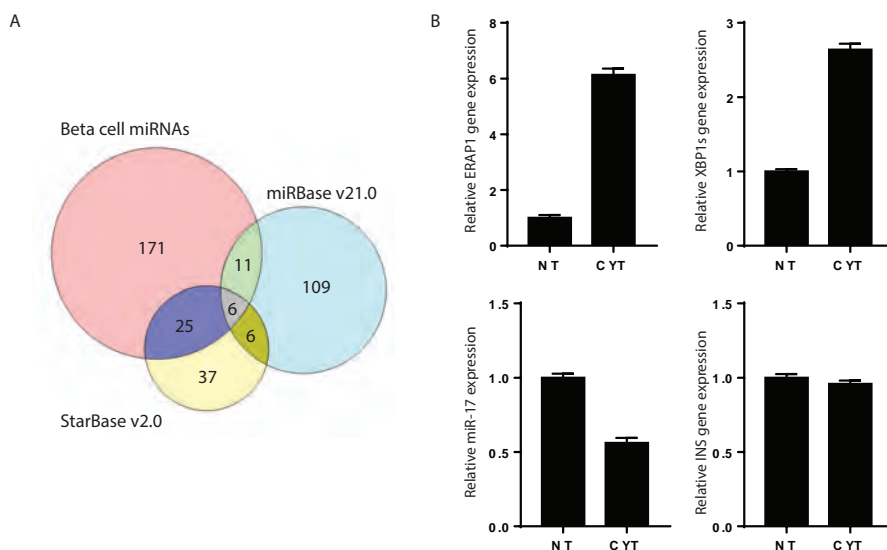 A
Beta cell miRNAs
miRBase v21.0
171
11
109
6
25
6
37
StarBase v2.0
B
Relative ERAP1 gene expression
8
6
4
2
0
N T
C YT
Relative XBP1s gene expression
3
2
1
0
N T
C YT
Relative miR-17 expression
1.5
1.0
0.5
0.0
N T
C YT
Relative INS gene expression
1.5
1.0
0.5
0.0
N T
C YT